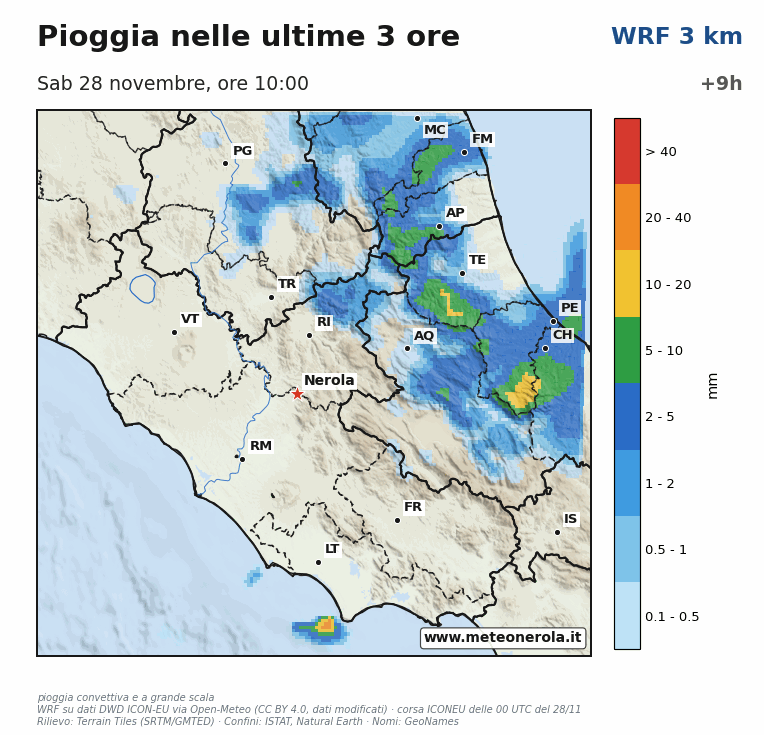 Pioggia nelle ultime 3 ore
WRF 3 km
Sab 28 novembre, ore 10:00
+9h
MC
FM
PG
AP
TE
TR
PE
VT
RI
AQ
CH
Nerola
RM
FR
IS
LT
www.meteonerola.it
> 40
20 - 40
10 - 20
5 - 10
2 - 5
1 - 2
0.5 - 1
0.1 - 0.5
mm
pioggia convettiva e a grande scala
WRF su dati DWD ICON-EU via Open-Meteo (CC BY 4.0, dati modificati) · corsa ICONEU delle 00 UTC del 28/11
Rilievo: Terrain Tiles (SRTM/GMTED) · Confini: ISTAT, Natural Earth · Nomi: GeoNames